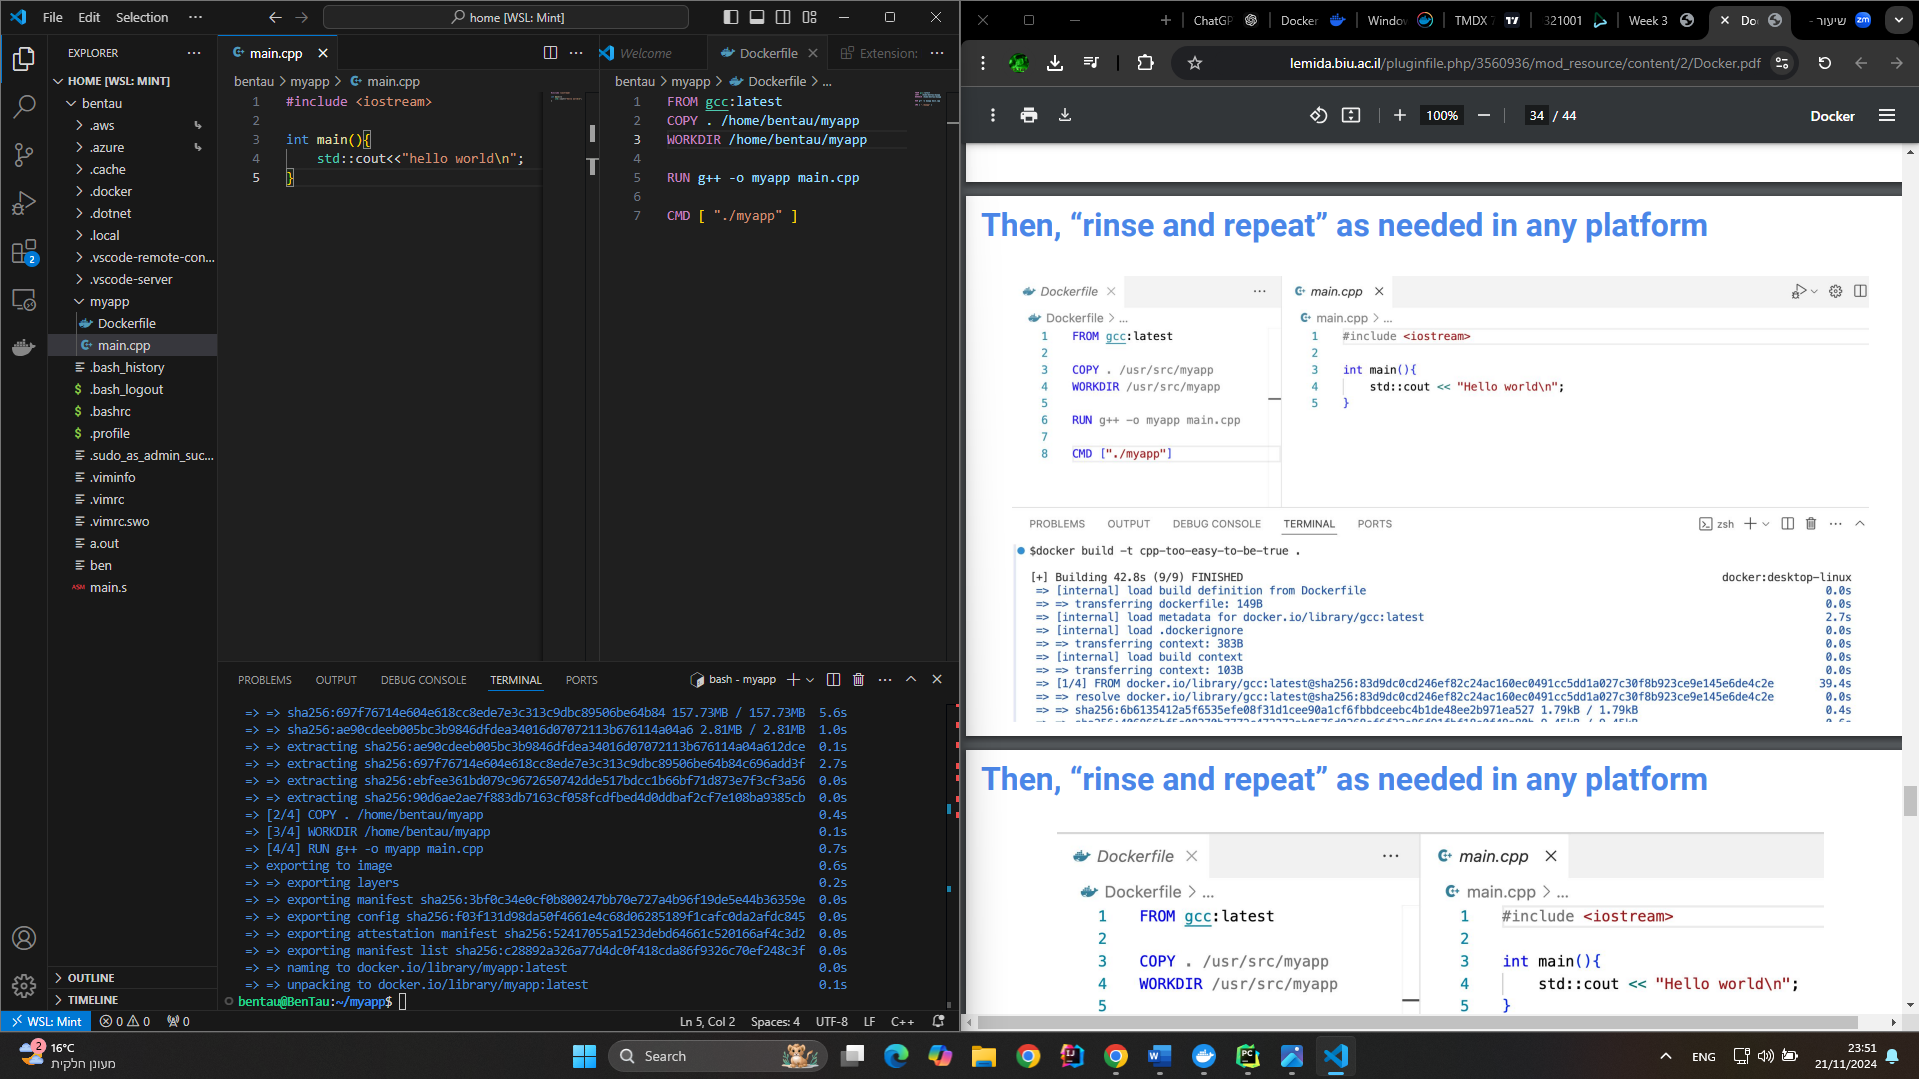 File Edit Selection ··· home [WSL: Mint]
EXPLORER ···
HOME [WSL: MINT]
bentau
.aws
.azure
.cache
.docker
.dotnet
.local
.vscode-remote-con...
.vscode-server
myapp
Dockerfile
main.cpp
.bash_history
.bash_logout
.bashrc
.profile
.sudo_as_admin_suc...
.viminfo
.vimrc
.vimrc.swo
a.out
ben
main.s
OUTLINE
TIMELINE
2
main.cpp
bentau > myapp > main.cpp
1 #include <iostream>
2
3 int main(){
4 std::cout<<"hello world\n";
5 }
Welcome Dockerfile Extension:
bentau > myapp > Dockerfile > ...
1 FROM gcc:latest
2 COPY . /home/bentau/myapp
3 WORKDIR /home/bentau/myapp
4
5 RUN g++ -o myapp main.cpp
6
7 CMD [ "./myapp" ]
PROBLEMS OUTPUT DEBUG CONSOLE TERMINAL PORTS bash - myapp
=> => sha256:697f76714e604e618cc8ede7e3c313c9dbc89506be64b84 157.73MB / 157.73MB 5.6s
=> => sha256:ae90cdeeb005bc3b9846dfdea34016d07072113b676114a04a6 2.81MB / 2.81MB 1.0s
=> => extracting sha256:ae90cdeeb005bc3b9846dfdea34016d07072113b676114a04a612dce 0.1s
=> => extracting sha256:697f76714e604e618cc8ede7e3c313c9dbc89506be64b84c696add3f 2.7s
=> => extracting sha256:ebfee361bd079c9672650742dde517bdcc1b66bf71d873e7f3cf3a56 0.0s
=> => extracting sha256:90d6ae2ae7f883db7163cf058fcdfbed4d0ddbaf2cf7e108ba9385cb 0.0s
=> [2/4] COPY . /home/bentau/myapp 0.4s
=> [3/4] WORKDIR /home/bentau/myapp 0.1s
=> [4/4] RUN g++ -o myapp main.cpp 0.7s
=> exporting to image 0.6s
=> => exporting layers 0.2s
=> => exporting manifest sha256:3bf0c34e0cf0b800247bb70e727a4b96f19de5e44b36359e 0.0s
=> => exporting config sha256:f03f131d98da50f4661e4c68d06285189f1cafc0da2afdc845 0.0s
=> => exporting attestation manifest sha256:52417055a1523debd64661c520166af4c3d2 0.0s
=> => exporting manifest list sha256:c28892a326a77d4dc0f418cda86f9326c70ef248c3f 0.0s
=> => naming to docker.io/library/myapp:latest 0.0s
=> => unpacking to docker.io/library/myapp:latest 0.1s
bentau@BenTau:~/myapp$
WSL: Mint 0 0 0 Ln 5, Col 2 Spaces: 4 UTF-8 LF C++
ChatGP Docker Window TMDX 321001 Week 3 Do שיעור -
lemida.biu.ac.il/pluginfile.php/3560936/mod_resource/content/2/Docker.pdf
100% 34 / 44 Docker
Then, “rinse and repeat” as needed in any platform
Dockerfile ··· main.cpp
Dockerfile > ... main.cpp > ...
1 FROM gcc:latest
2
3 COPY . /usr/src/myapp
4 WORKDIR /usr/src/myapp
5
6 RUN g++ -o myapp main.cpp
7
8 CMD ["./myapp"]
1 #include <iostream>
2
3 int main(){
4 std::cout << "Hello world\n";
5 }
PROBLEMS OUTPUT DEBUG CONSOLE TERMINAL PORTS zsh
$docker build -t cpp-too-easy-to-be-true .
[+] Building 42.8s (9/9) FINISHED docker:desktop-linux
=> [internal] load build definition from Dockerfile 0.0s
=> => transferring dockerfile: 149B 0.0s
=> [internal] load metadata for docker.io/library/gcc:latest 2.7s
=> [internal] load .dockerignore 0.0s
=> => transferring context: 383B 0.0s
=> [internal] load build context 0.0s
=> => transferring context: 103B 0.0s
=> [1/4] FROM docker.io/library/gcc:latest@sha256:83d9dc0cd246ef82c24ac160ec0491cc5dd1a027c30f8b923ce9e145e6de4c2e 39.4s
=> => resolve docker.io/library/gcc:latest@sha256:83d9dc0cd246ef82c24ac160ec0491cc5dd1a027c30f8b923ce9e145e6de4c2e 0.0s
=> => sha256:6b6135412a5f6535efe08f31d1cee90a1cf6fbbdceebc4b1de48ee2b971ea527 1.79kB / 1.79kB 0.4s
Then, “rinse and repeat” as needed in any platform
Dockerfile ··· main.cpp
Dockerfile > ... main.cpp > ...
1 FROM gcc:latest
2
3 COPY . /usr/src/myapp
4 WORKDIR /usr/src/myapp
5
1 #include <iostream>
2
3 int main(){
4 std::cout << "Hello world\n";
5 }
2 16°C
מעונן חלקית
Search
ENG
23:51
21/11/2024